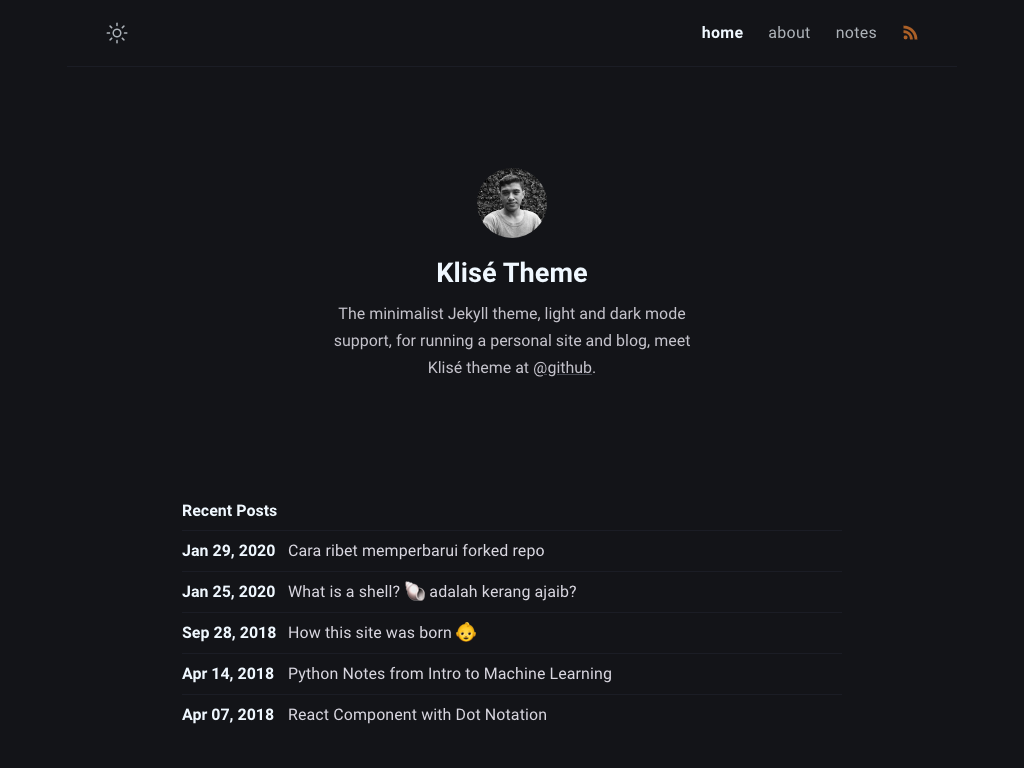 home about notes
Klisé Theme
The minimalist Jekyll theme, light and dark mode
support, for running a personal site and blog, meet
Klisé theme at @github.
Recent Posts
Jan 29, 2020 Cara ribet memperbarui forked repo
Jan 25, 2020 What is a shell? 🐚 adalah kerang ajaib?
Sep 28, 2018 How this site was born 👶
Apr 14, 2018 Python Notes from Intro to Machine Learning
Apr 07, 2018 React Component with Dot Notation